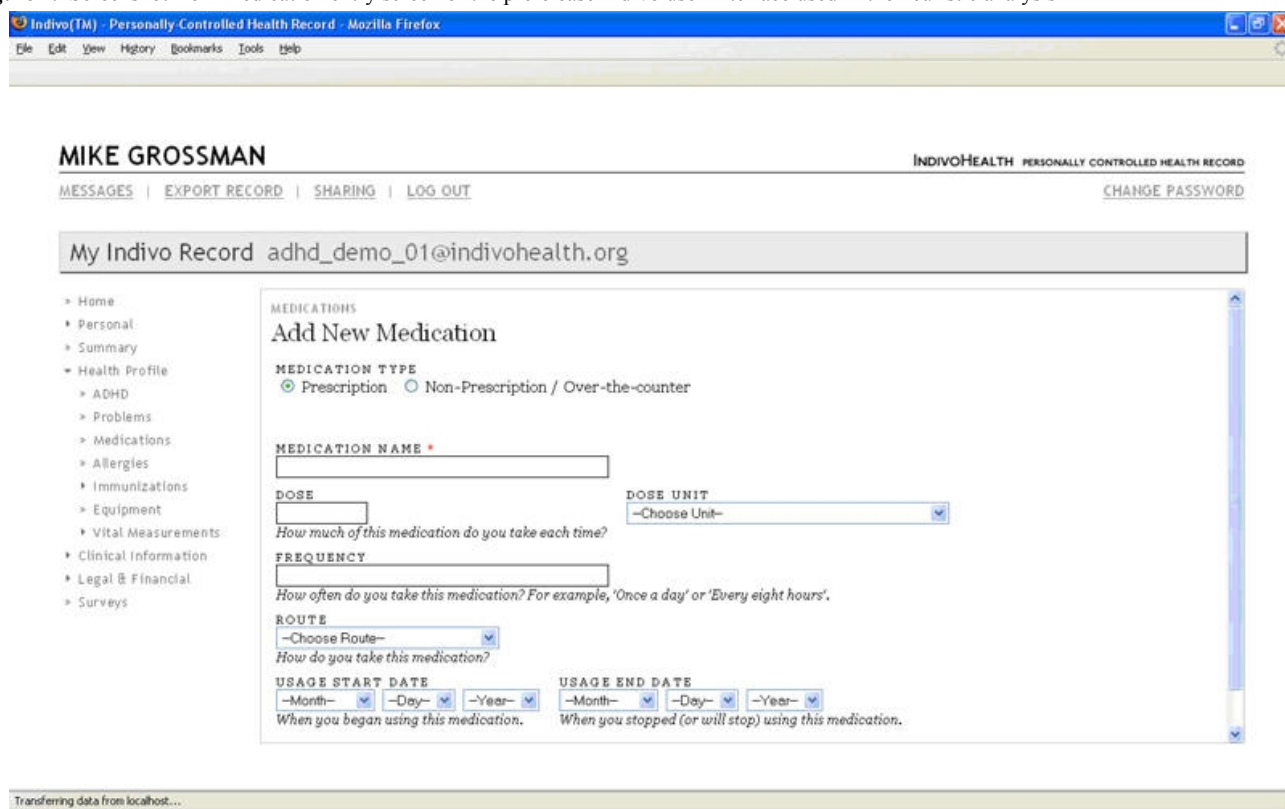 Indivo(TM) - Personally-Controlled Health Record - Mozilla Firefox
File Edit View History Bookmarks Tools Help
MIKE GROSSMAN
INDIVOHEALTH PERSONALLY CONTROLLED HEALTH RECORD
MESSAGES | EXPORT RECORD | SHARING | LOG OUT
CHANGE PASSWORD
My Indivo Record adhd_demo_01@indivohealth.org
Home
Personal
Summary
Health Profile
ADHD
Problems
Medications
Allergies
Immunizations
Equipment
Vital Measurements
Clinical Information
Legal & Financial
Surveys
MEDICATIONS
Add New Medication
MEDICATION TYPE
Prescription Non-Prescription / Over-the-counter
MEDICATION NAME *
DOSE DOSE UNIT
--Choose Unit--
How much of this medication do you take each time?
FREQUENCY
How often do you take this medication? For example, 'Once a day' or 'Every eight hours'.
ROUTE
--Choose Route--
How do you take this medication?
USAGE START DATE USAGE END DATE
--Month-- --Day-- --Year-- --Month-- --Day-- --Year--
When you began using this medication. When you stopped (or will stop) using this medication.
Transferring data from localhost...